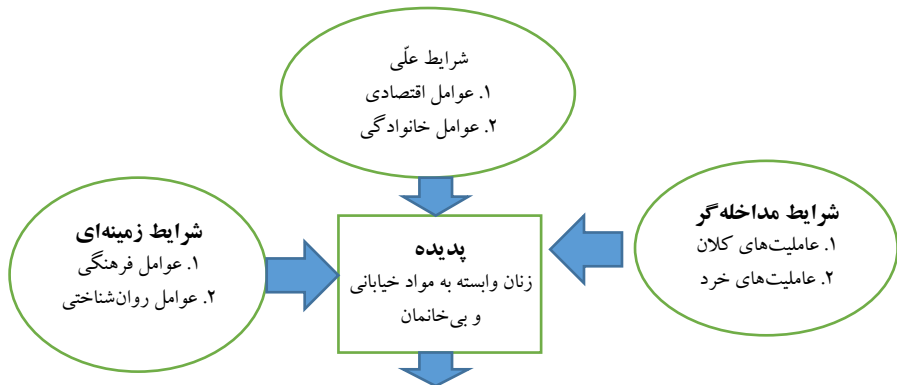 شرایط علّی
۱. عوامل اقتصادی
۲. عوامل خانوادگی
شرایط مداخله‌گر
۱. عاملیت‌های کلان
۲. عاملیت‌های خرد
پدیده
زنان وابسته به مواد خیابانی
و بی‌خانمان
شرایط زمینه‌ای
۱. عوامل فرهنگی
۲. عوامل روان‌شناختی